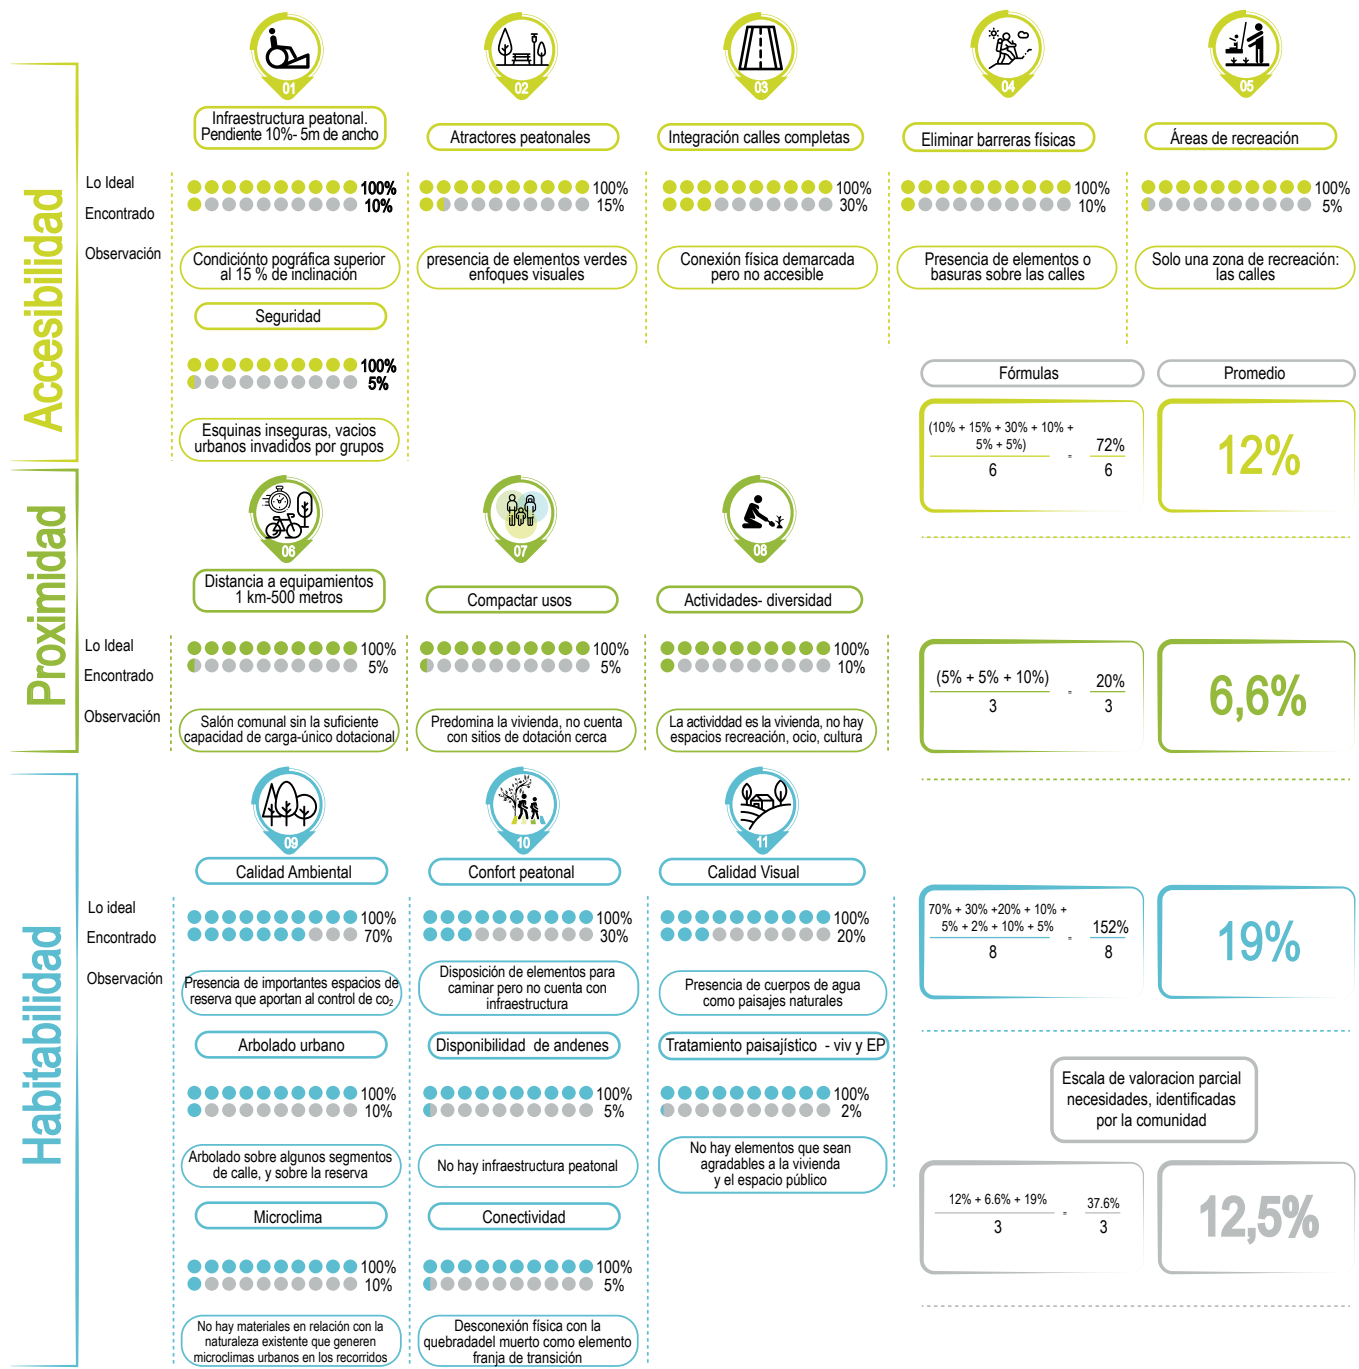 Accesibilidad
01
02
03
04
05
Infraestructura peatonal.
Pendiente 10%- 5m de ancho
Atractores peatonales
Integración calles completas
Eliminar barreras físicas
Áreas de recreación
Lo Ideal
100%
100%
100%
100%
100%
Encontrado
10%
15%
30%
10%
5%
Observación
Condiciónto pográfica superior
al 15 % de inclinación
presencia de elementos verdes
enfoques visuales
Conexión física demarcada
pero no accesible
Presencia de elementos o
basuras sobre las calles
Solo una zona de recreación:
las calles
Seguridad
100%
5%
Esquinas inseguras, vacios
urbanos invadidos por grupos
Fórmulas
Promedio
(10% + 15% + 30% + 10% +
5% + 5%)
6
=
72%
6
12%
Proximidad
06
07
08
Distancia a equipamientos
1 km-500 metros
Compactar usos
Actividades- diversidad
Lo Ideal
100%
100%
100%
Encontrado
5%
5%
10%
Observación
Salón comunal sin la suficiente
capacidad de carga-único dotacional
Predomina la vivienda, no cuenta
con sitios de dotación cerca
La actividdad es la vivienda, no hay
espacios recreación, ocio, cultura
(5% + 5% + 10%)
3
=
20%
3
6,6%
Habitabilidad
09
10
11
Calidad Ambiental
Confort peatonal
Calidad Visual
Lo ideal
100%
100%
100%
Encontrado
70%
30%
20%
Observación
Presencia de importantes espacios de
reserva que aportan al control de co₂
Disposición de elementos para
caminar pero no cuenta con
infraestructura
Presencia de cuerpos de agua
como paisajes naturales
Arbolado urbano
Disponibilidad de andenes
Tratamiento paisajístico - viv y EP
100%
100%
100%
10%
5%
2%
Arbolado sobre algunos segmentos
de calle, y sobre la reserva
No hay infraestructura peatonal
No hay elementos que sean
agradables a la vivienda
y el espacio público
Microclima
Conectividad
100%
100%
10%
5%
No hay materiales en relación con la
naturaleza existente que generen
microclimas urbanos en los recorridos
Desconexión física con la
quebradadel muerto como elemento
franja de transición
70% + 30% +20% + 10% +
5% + 2% + 10% + 5%
8
=
152%
8
19%
Escala de valoracion parcial
necesidades, identificadas
por la comunidad
12% + 6.6% + 19%
3
=
37.6%
3
12,5%